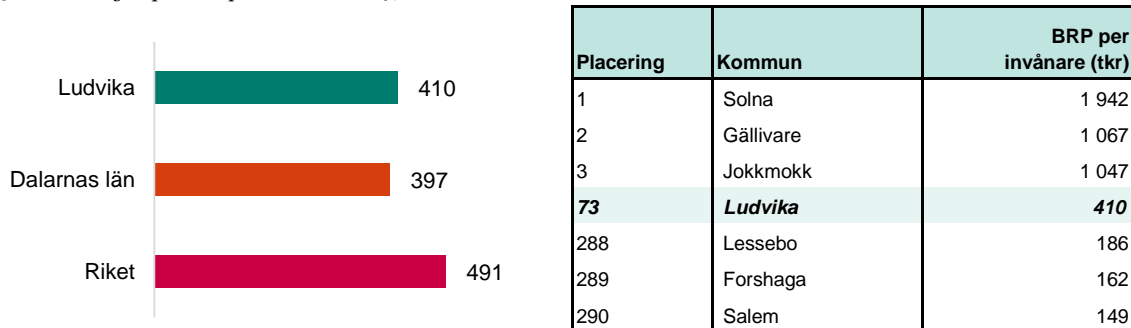 Ludvika 410
Dalarnas län 397
Riket 491
Placering Kommun BRP per invånare (tkr)
1 Solna 1 942
2 Gällivare 1 067
3 Jokkmokk 1 047
73 Ludvika 410
288 Lessebo 186
289 Forshaga 162
290 Salem 149